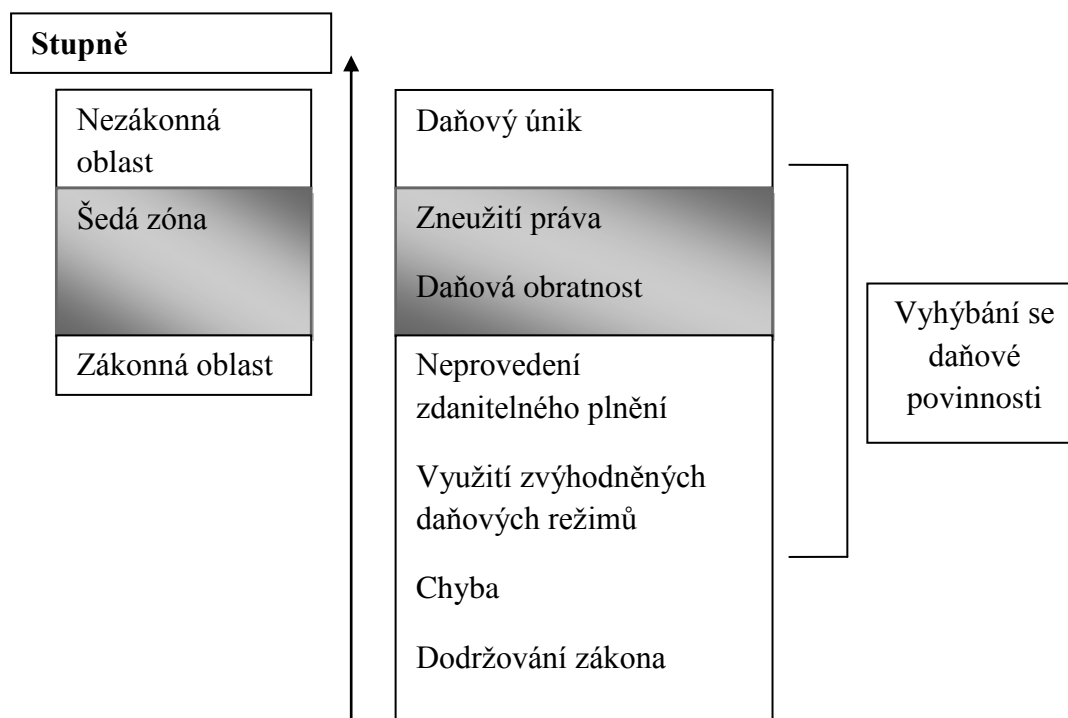 Stupně
Nezákonná
oblast
Šedá zóna
Zákonná oblast
Daňový únik
Zneužití práva
Daňová obratnost
Neprovedení
zdanitelného plnění
Využití zvýhodněných
daňových režimů
Chyba
Dodržování zákona
Vyhýbání se
daňové
povinnosti